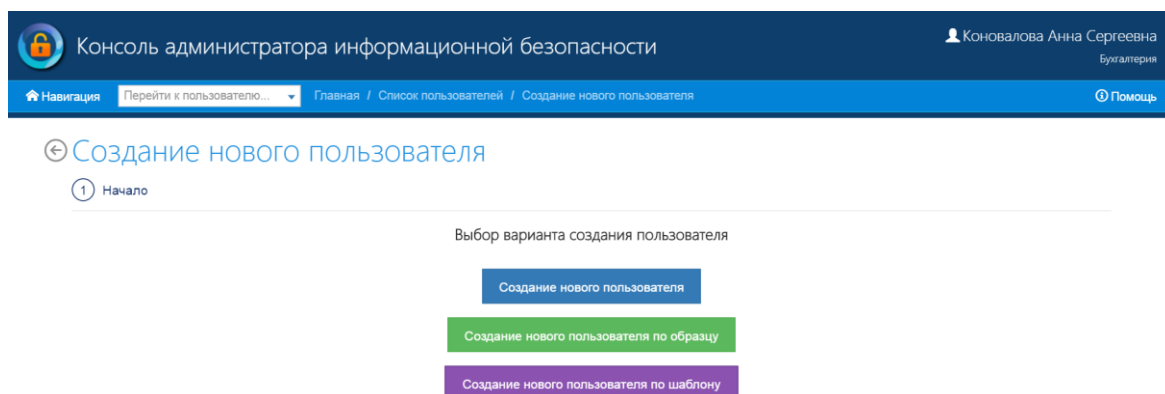 Консоль администратора информационной безопасности
Коновалова Анна Сергеевна
Бухгалтерия
Навигация Перейти к пользователю... Главная / Список пользователей / Создание нового пользователя Помощь
Создание нового пользователя
1 Начало
Выбор варианта создания пользователя
Создание нового пользователя
Создание нового пользователя по образцу
Создание нового пользователя по шаблону